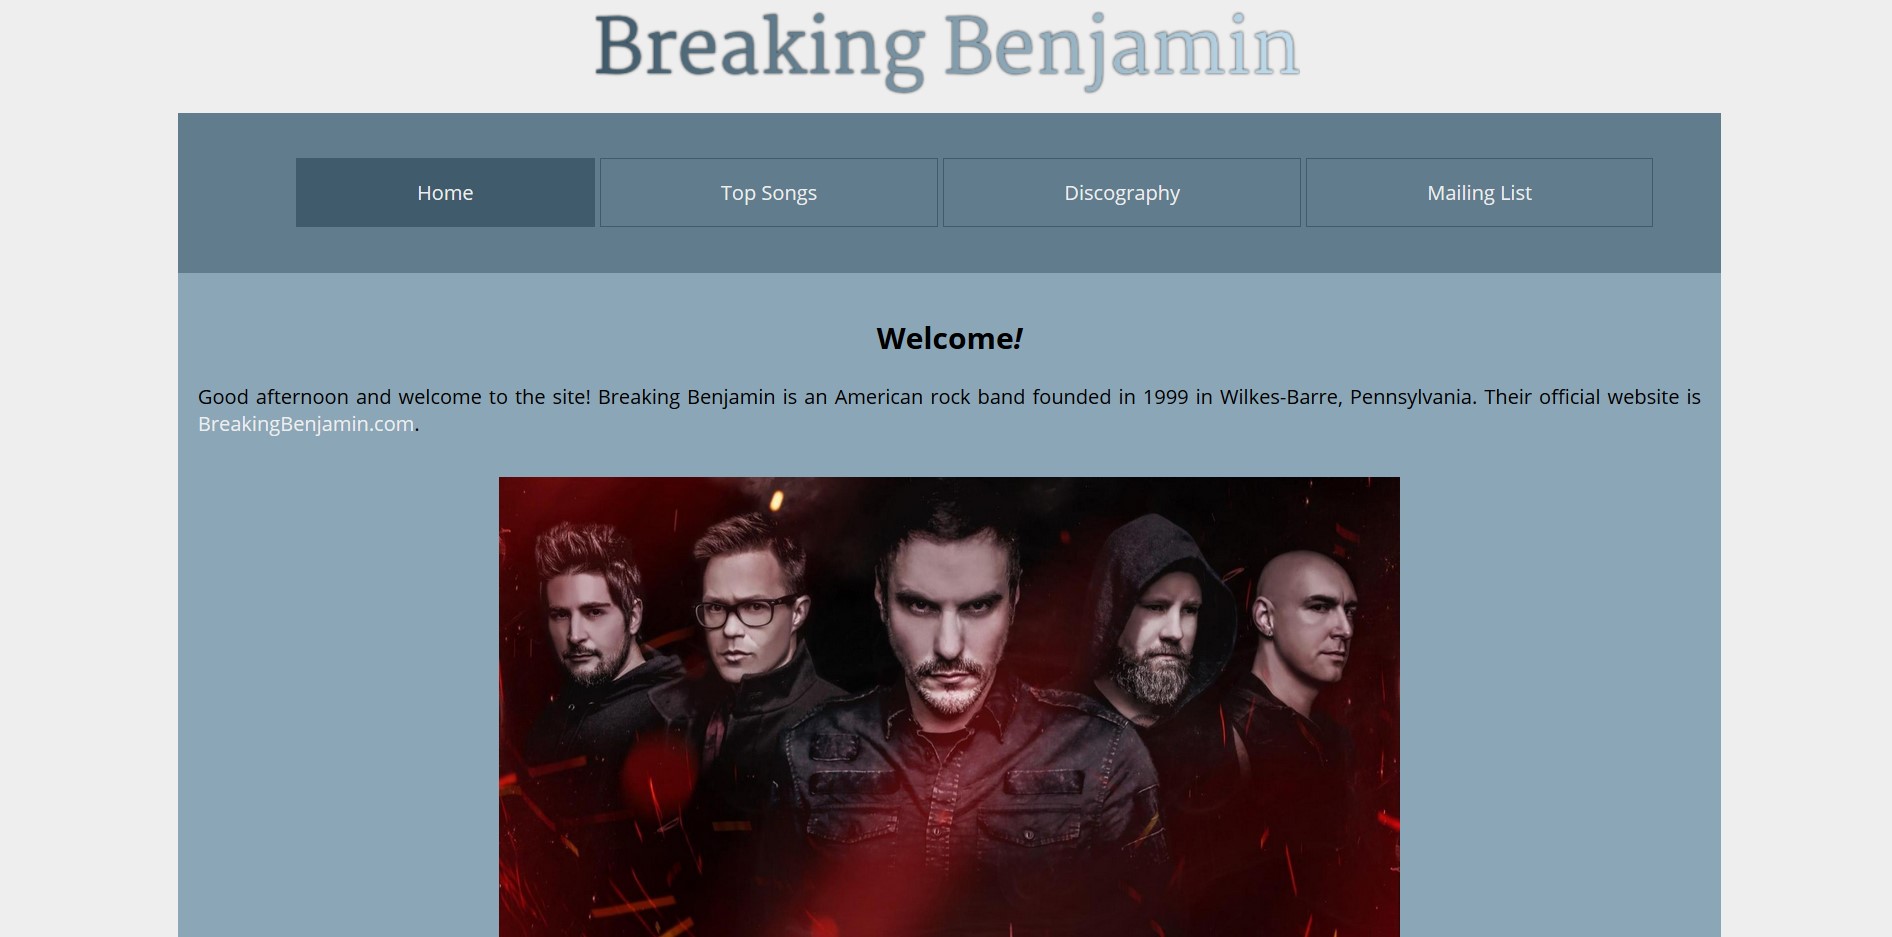 Breaking Benjamin
Home
Top Songs
Discography
Mailing List
Welcome!
Good afternoon and welcome to the site! Breaking Benjamin is an American rock band founded in 1999 in Wilkes-Barre, Pennsylvania. Their official website is
BreakingBenjamin.com.